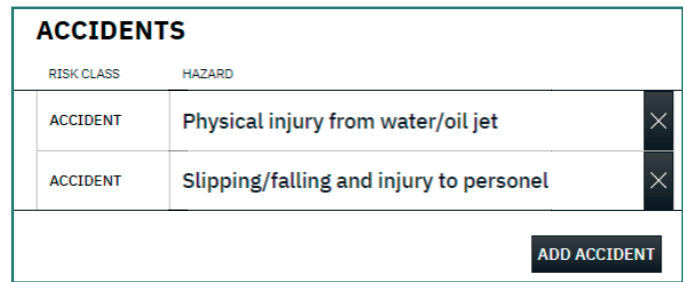 ACCIDENTS
RISK CLASS HAZARD
ACCIDENT Physical injury from water/oil jet
ACCIDENT Slipping/falling and injury to personel
ADD ACCIDENT